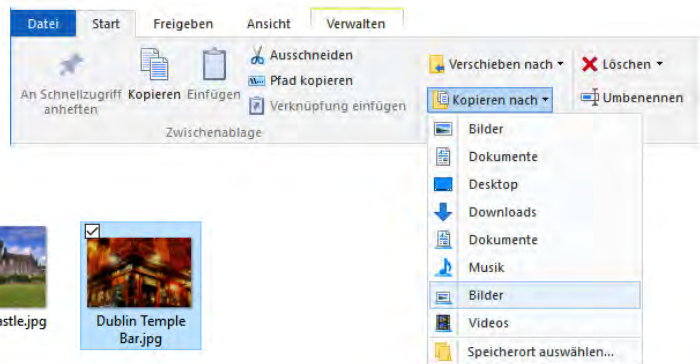 Datei Start Freigeben Ansicht Verwalten
An Schnellzugriff anheften
Kopieren
Einfügen
Ausschneiden
Pfad kopieren
Verknüpfung einfügen
Zwischenablage
Verschieben nach
Kopieren nach
Löschen
Umbenennen
Bilder
Dokumente
Desktop
Downloads
Dokumente
Musik
Bilder
Videos
Speicherort auswählen...
astle.jpg
Dublin Temple
Bar.jpg